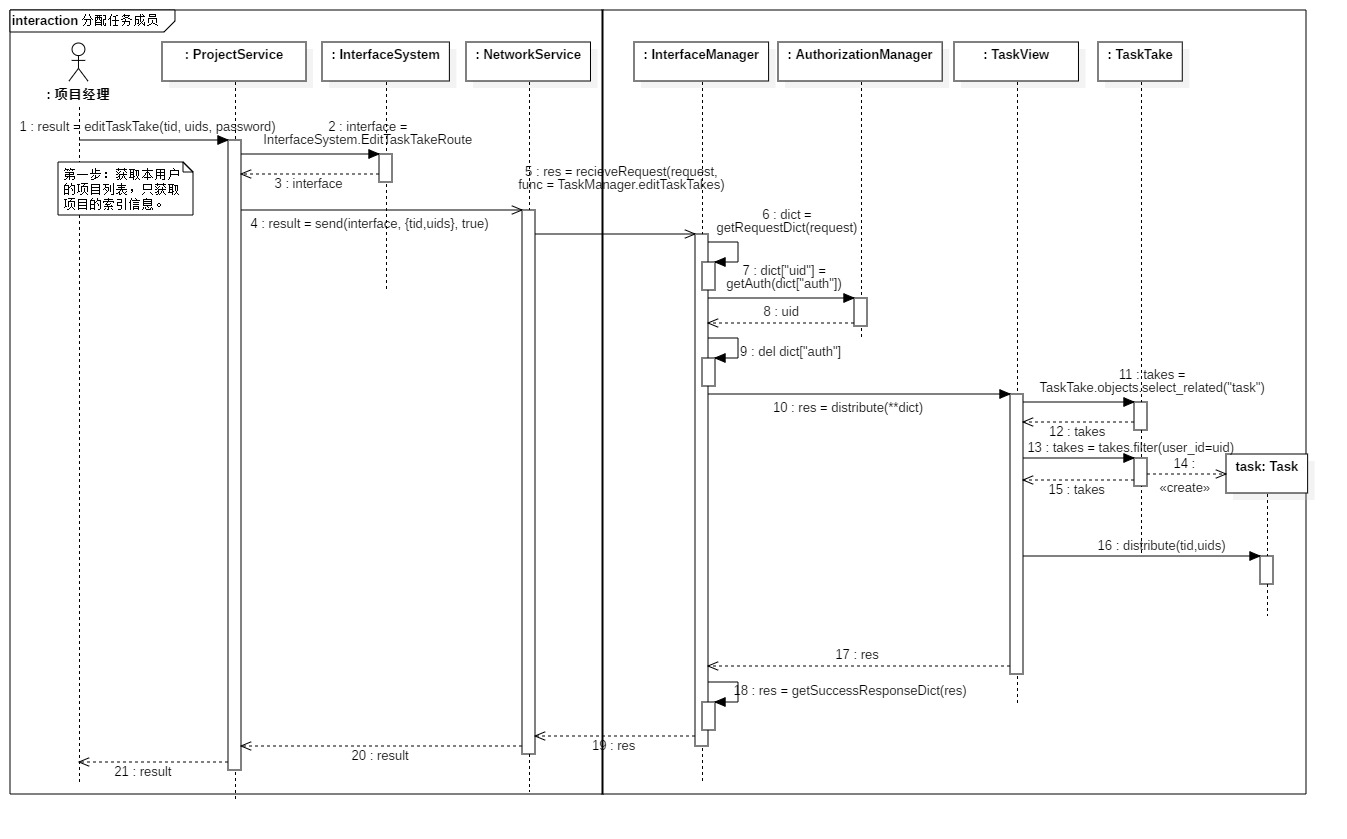 interaction 分配任务成员
: 项目经理
: ProjectService
: InterfaceSystem
: NetworkService
: InterfaceManager
: AuthorizationManager
: TaskView
: TaskTake
1 : result = editTaskTake(tid, uids, password)
2 : interface =
InterfaceSystem.EditTaskTakeRoute
第一步：获取本用户
的项目列表，只获取
项目的索引信息。
3 : interface
4 : result = send(interface, {tid,uids}, true)
5 : res = recieveRequest(request,
func = TaskManager.editTaskTakes)
6 : dict =
getRequestDict(request)
7 : dict["uid"] =
getAuth(dict["auth"])
8 : uid
9 : del dict["auth"]
10 : res = distribute(**dict)
11 : takes =
TaskTake.objects.select_related("task")
12 : takes
13 : takes = takes.filter(user_id=uid)
14 :
«create»
task: Task
15 : takes
16 : distribute(tid,uids)
17 : res
18 : res = getSuccessResponseDict(res)
19 : res
20 : result
21 : result